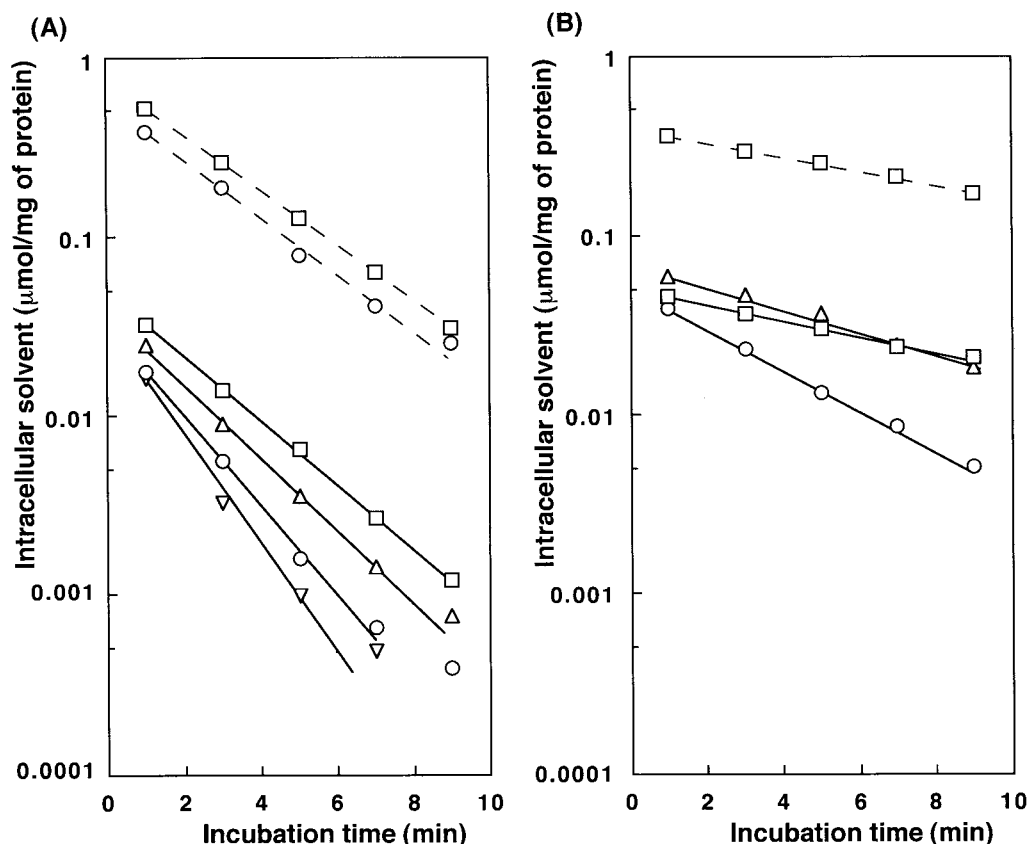 (A)
Intracellular solvent (μmol/mg of protein)
1
0.1
0.01
0.001
0.0001
0 2 4 6 8 10
Incubation time (min)
(B)
Intracellular solvent (μmol/mg of protein)
1
0.1
0.01
0.001
0.0001
0 2 4 6 8 10
Incubation time (min)